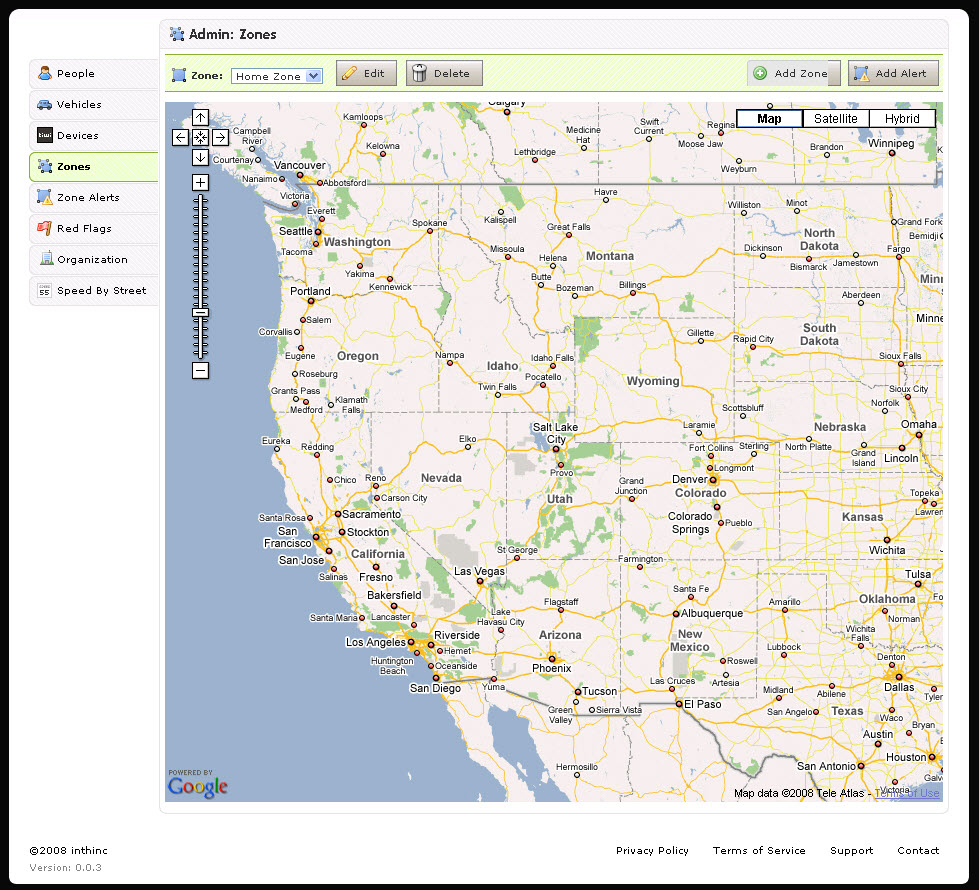 Admin: Zones
People
Vehicles
tiwi Devices
Zones
Zone Alerts
Red Flags
Organization
55 Speed By Street
Zone: Home Zone Edit Delete Add Zone Add Alert
Map Satellite Hybrid
Calgary
Kamloops
Campbell River
Courtenay
Kelowna
Medicine Hat
Swift Current
Regina
Moose Jaw
Brandon
Winnipeg
Lethbridge
Weyburn
Vancouver
Nanaimo
Abbotsford
Victoria
Everett
Seattle
Tacoma
Washington
Spokane
Yakima
Kennewick
Kalispell
Havre
Great Falls
Missoula
Helena
Montana
Butte
Bozeman
Billings
Williston
Minot
Grand Fork
Bemidji
North Dakota
Dickinson
Bismarck
Jamestown
Fargo
Minn
Portland
Salem
Corvallis
Eugene
Oregon
Roseburg
Grants Pass
Medford
Klamath Falls
Nampa
Idaho
Idaho Falls
Pocatello
Twin Falls
Wyoming
Gillette
Rapid City
Aberdeen
South Dakota
Minne
Sioux Falls
Sioux City
Norfolk
Scottsbluff
Nebraska
Omaha
Eureka
Redding
Elko
Salt Lake City
Provo
Laramie
Fort Collins
Sterling
North Platte
Grand Island
Lincoln
Longmont
Chico
Reno
Carson City
Nevada
Utah
Grand Junction
Denver
Colorado
Colorado Springs
Pueblo
Topeka
Lawren
Kansas
Wichita
Santa Rosa
Sacramento
San Francisco
Stockton
San Jose
California
Salinas
Fresno
St George
Las Vegas
Farmington
Bakersfield
Santa Maria
Lancaster
Lake Havasu City
Flagstaff
Santa Fe
Albuquerque
Amarillo
Tulsa
Oklahoma
Fo
Norman
Los Angeles
Riverside
Hemet
Huntington Beach
Oceanside
San Diego
Arizona
Phoenix
Yuma
New Mexico
Roswell
Artesia
Las Cruces
Lubbock
Wichita Falls
Denton
Dallas
Tyler
Tucson
Green Valley
Sierra Vista
El Paso
Midland
San Angelo
Abilene
Texas
Waco
Bryan
Austin
Hermosillo
San Antonio
Houston
Galv
Victoria
POWERED BY
Google
Map data ©2008 Tele Atlas - Terms of Use
©2008 inthinc
Version: 0.0.3
Privacy Policy Terms of Service Support Contact